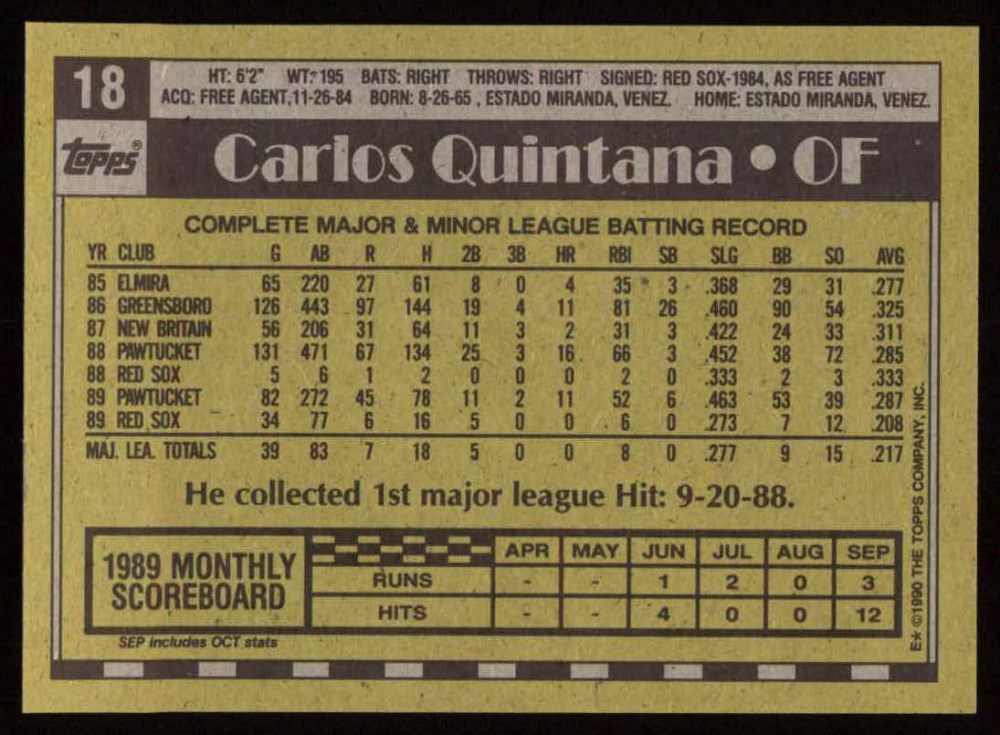 18
HT: 6'2" WT: 195 BATS: RIGHT THROWS: RIGHT SIGNED: RED SOX-1984, AS FREE AGENT
ACQ: FREE AGENT, 11-26-84 BORN: 8-26-65, ESTADO MIRANDA, VENEZ. HOME: ESTADO MIRANDA, VENEZ.
TOPPS® Carlos Quintana • OF
COMPLETE MAJOR & MINOR LEAGUE BATTING RECORD
YR CLUB G AB R H 2B 3B HR RBI SB SLG BB SO AVG
85 ELMIRA 65 220 27 61 8 0 4 35 3 .368 29 31 .277
86 GREENSBORO 126 443 97 144 19 4 11 81 26 .460 90 54 .325
87 NEW BRITAIN 56 206 31 64 11 3 2 31 3 .422 24 33 .311
88 PAWTUCKET 131 471 67 134 25 3 16 66 3 .452 38 72 .285
88 RED SOX 5 6 1 2 0 0 0 2 0 .333 2 3 .333
89 PAWTUCKET 82 272 45 78 11 2 11 52 6 .463 53 39 .287
89 RED SOX 34 77 6 16 5 0 0 6 0 .273 7 12 .208
MAJ. LEA. TOTALS 39 83 7 18 5 0 0 8 0 .277 9 15 .217
He collected 1st major league Hit: 9-20-88.
1989 MONTHLY
SCOREBOARD
APR MAY JUN JUL AUG SEP
RUNS - - 1 2 0 3
HITS - - 4 0 0 12
SEP includes OCT stats
E* ©1990 THE TOPPS COMPANY, INC.